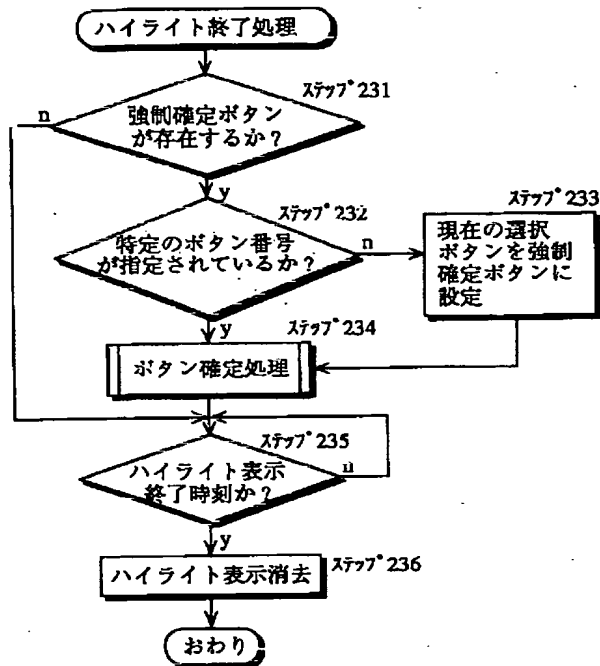 ハイライト終了処理
ステップ231
強制確定ボタン
が存在するか?
n
y
ステップ232
特定のボタン番号
が指定されているか?
n
y
ステップ233
現在の選択
ボタンを強制
確定ボタンに
設定
ステップ234
ボタン確定処理
ステップ235
ハイライト表示
終了時刻か?
n
y
ステップ236
ハイライト表示消去
おわり